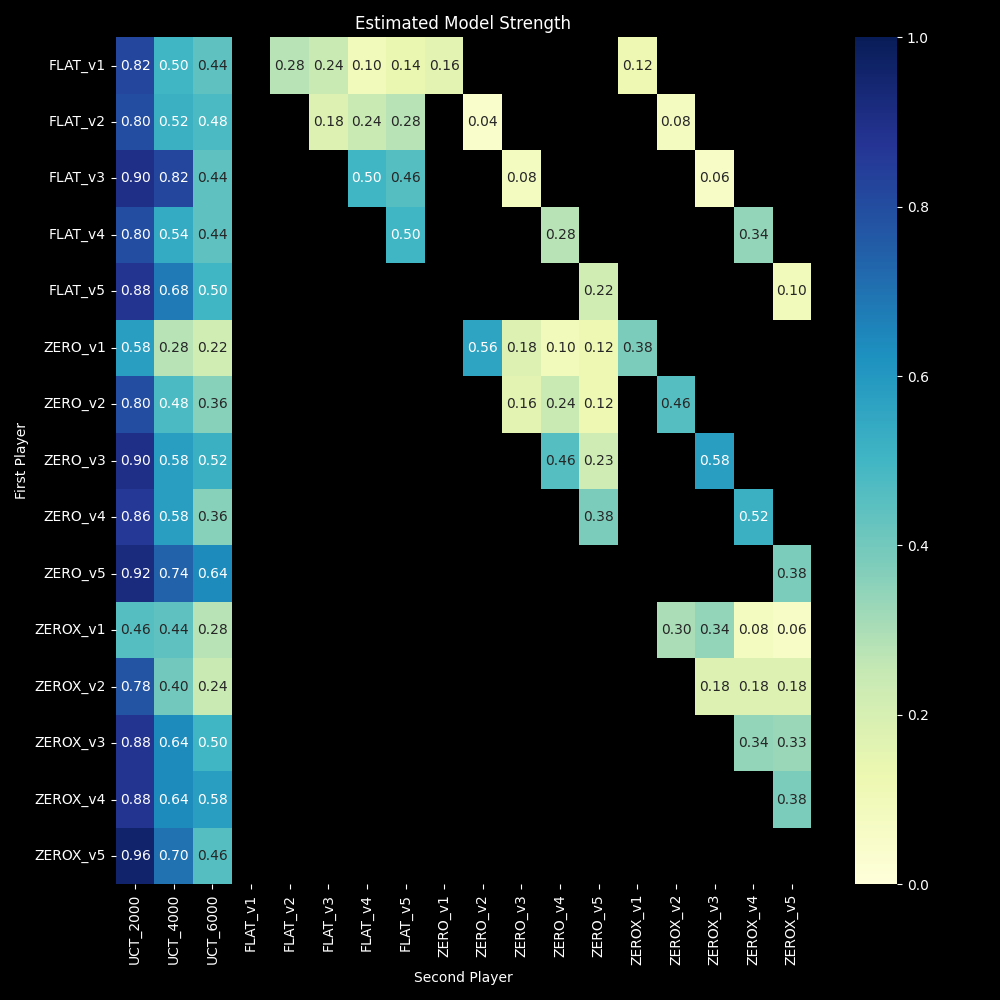 Estimated Model Strength
First Player
FLAT_v1 0.82 0.50 0.44 0.28 0.24 0.10 0.14 0.16 0.12
FLAT_v2 0.80 0.52 0.48 0.18 0.24 0.28 0.04 0.08
FLAT_v3 0.90 0.82 0.44 0.50 0.46 0.08 0.06
FLAT_v4 0.80 0.54 0.44 0.50 0.28 0.34
FLAT_v5 0.88 0.68 0.50 0.22 0.10
ZERO_v1 0.58 0.28 0.22 0.56 0.18 0.10 0.12 0.38
ZERO_v2 0.80 0.48 0.36 0.16 0.24 0.12 0.46
ZERO_v3 0.90 0.58 0.52 0.46 0.23 0.58
ZERO_v4 0.86 0.58 0.36 0.38 0.52
ZERO_v5 0.92 0.74 0.64 0.38
ZEROX_v1 0.46 0.44 0.28 0.30 0.34 0.08 0.06
ZEROX_v2 0.78 0.40 0.24 0.18 0.18 0.18
ZEROX_v3 0.88 0.64 0.50 0.34 0.33
ZEROX_v4 0.88 0.64 0.58 0.38
ZEROX_v5 0.96 0.70 0.46
UCT_2000 UCT_4000 UCT_6000 FLAT_v1 FLAT_v2 FLAT_v3 FLAT_v4 FLAT_v5 ZERO_v1 ZERO_v2 ZERO_v3 ZERO_v4 ZERO_v5 ZEROX_v1 ZEROX_v2 ZEROX_v3 ZEROX_v4 ZEROX_v5
Second Player
1.0
0.8
0.6
0.4
0.2
0.0